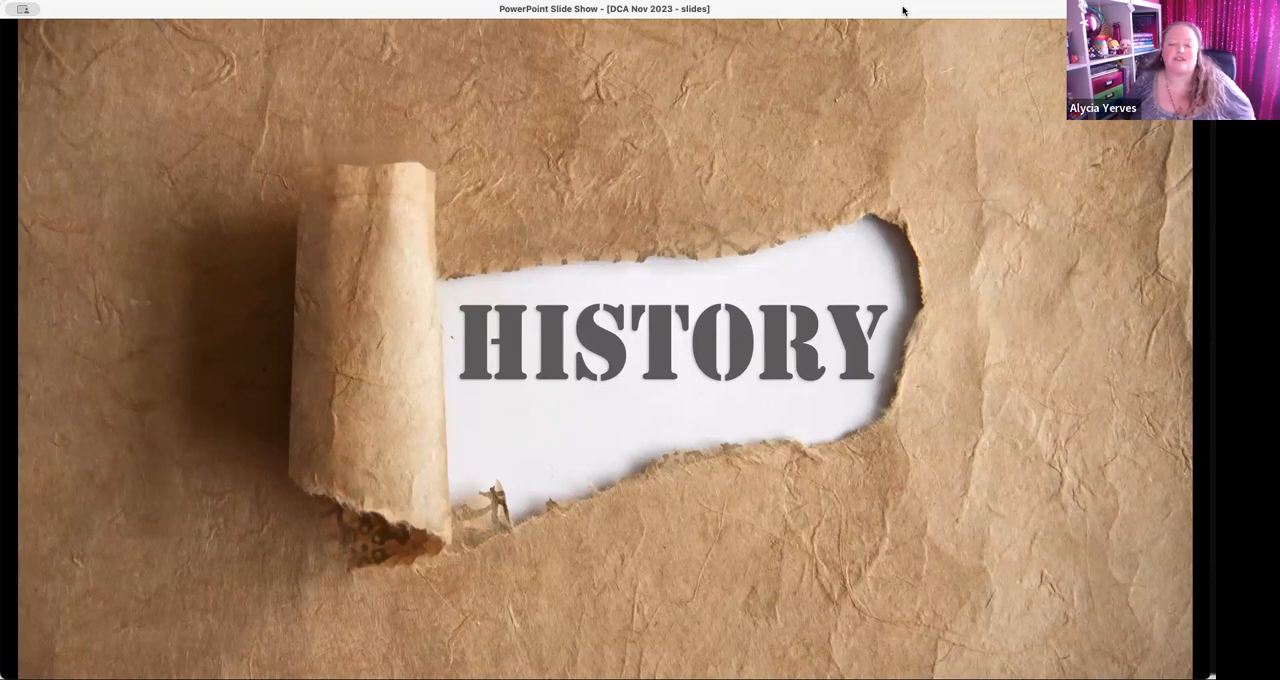 PowerPoint Slide Show - [DCA Nov 2023 - slides]
Alycia Yerves
HISTORY